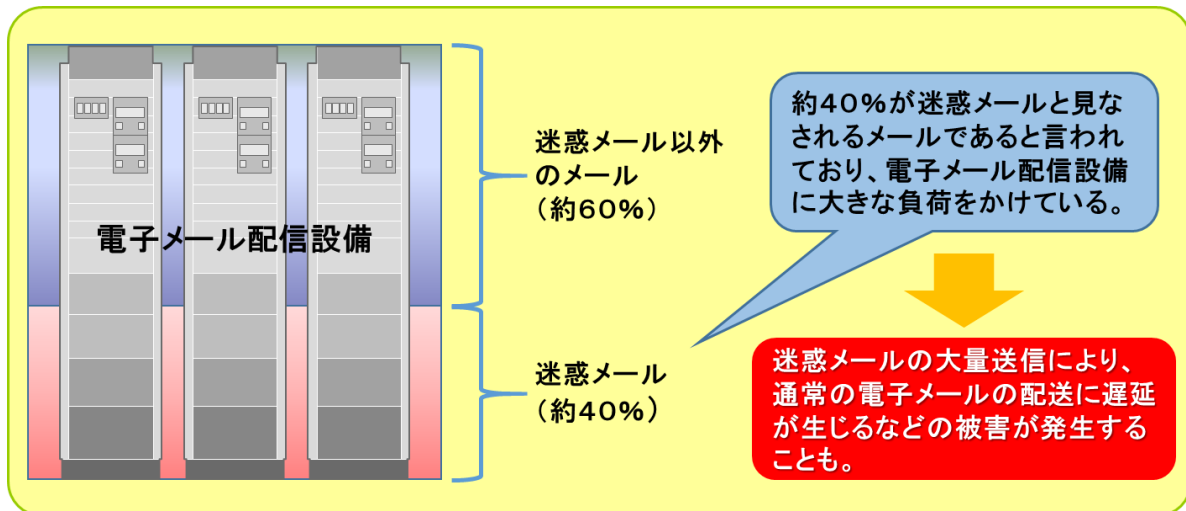 電子メール配信設備
迷惑メール以外
のメール
（約60%）
迷惑メール
（約40%）
約40%が迷惑メールと見な
されるメールであると言われ
ており、電子メール配信設備
に大きな負荷をかけている。
迷惑メールの大量送信により、
通常の電子メールの配送に遅延
が生じるなどの被害が発生する
ことも。